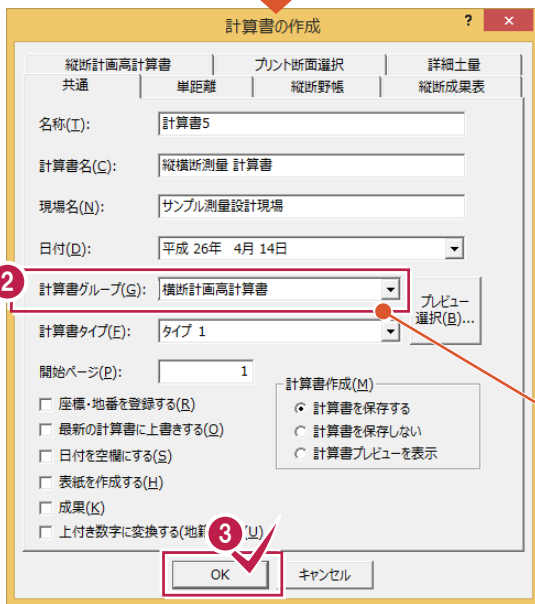 計算書の作成 ? ×
縦断計画高計算書 プリント断面選択 詳細土量
共通 単距離 縦断野帳 縦断成果表
名称(T): 計算書5
計算書名(C): 縦横断測量 計算書
現場名(N): サンプル測量設計現場
日付(D): 平成 26年 4月 14日
2 計算書グループ(G): 横断計画高計算書
プレビュー
選択(B)...
計算書タイプ(F): タイプ 1
開始ページ(P): 1
計算書作成(M)
座標・地番を登録する(R) 計算書を保存する
最新の計算書に上書きする(O) 計算書を保存しない
日付を空欄にする(S) 計算書プレビューを表示
表紙を作成する(H)
成果(K)
上付き数字に変換する(地籍 (U)
3
OK キャンセル